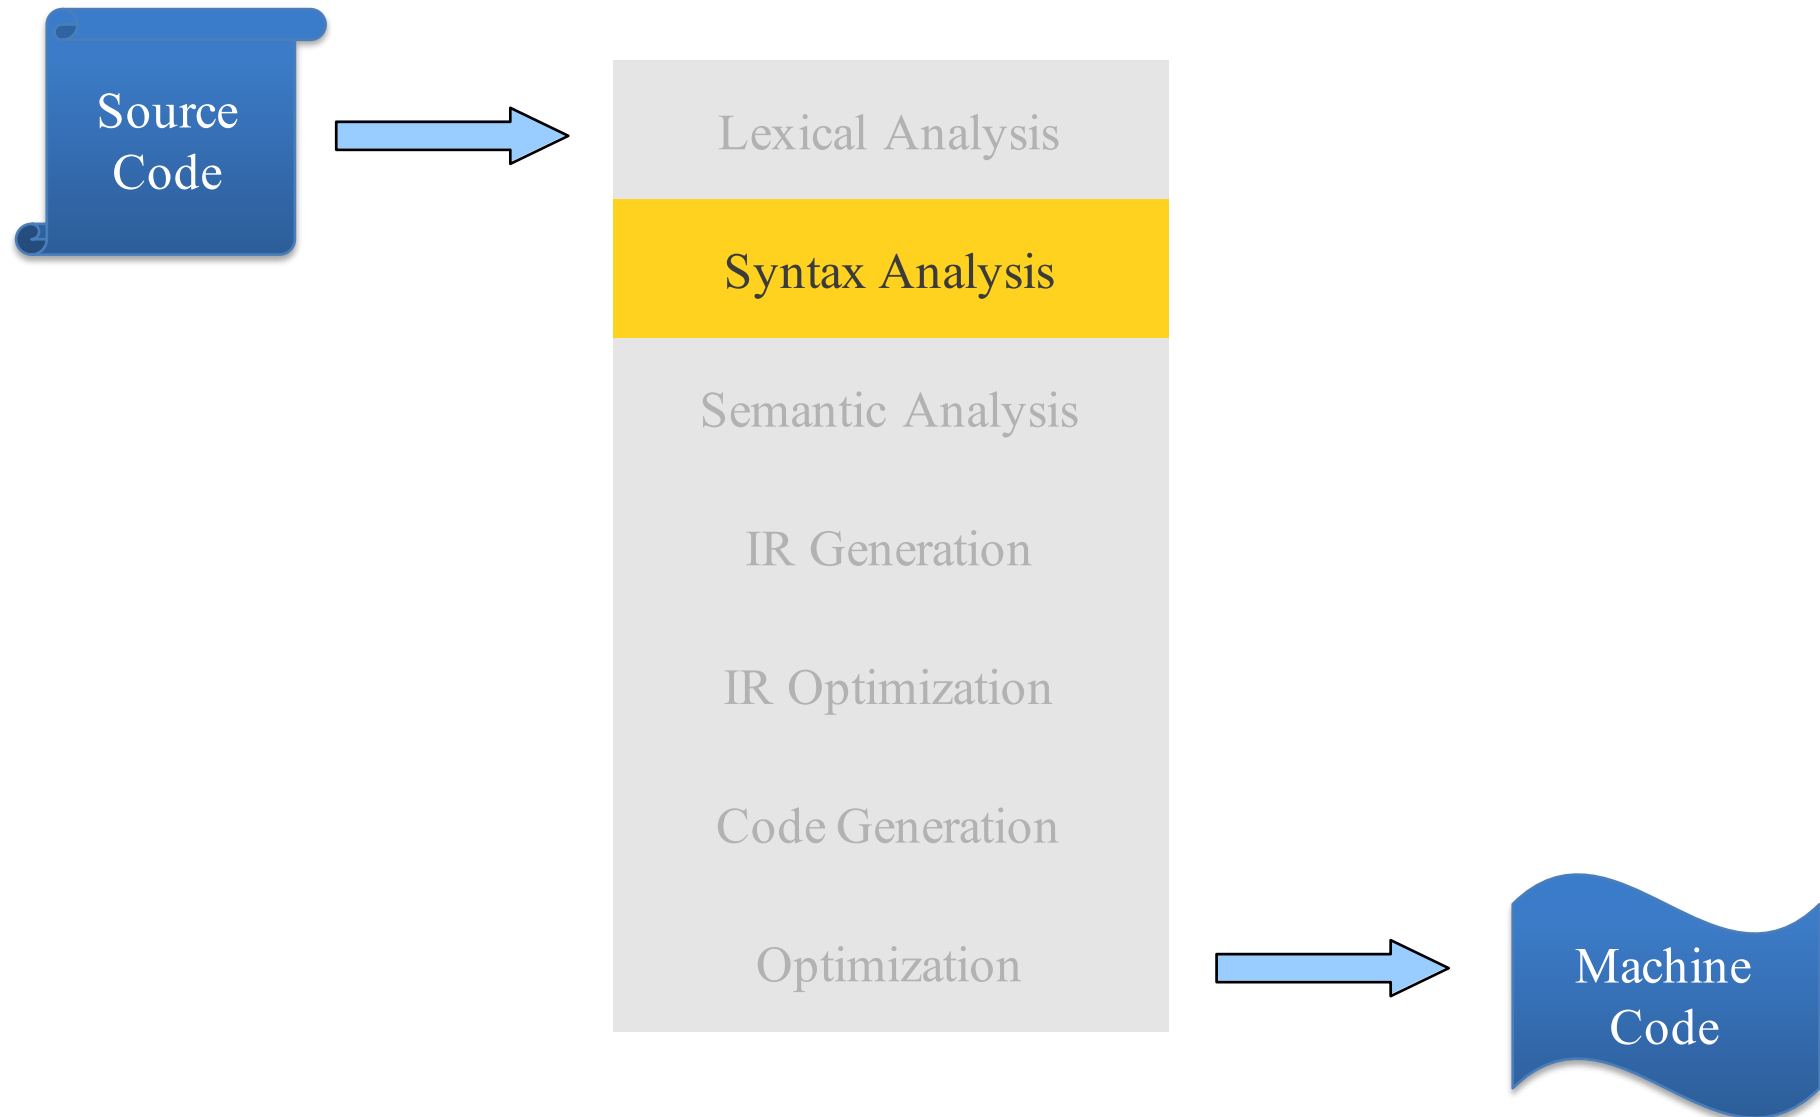 Source
Code
Lexical Analysis
Syntax Analysis
Semantic Analysis
IR Generation
IR Optimization
Code Generation
Optimization
Machine
Code